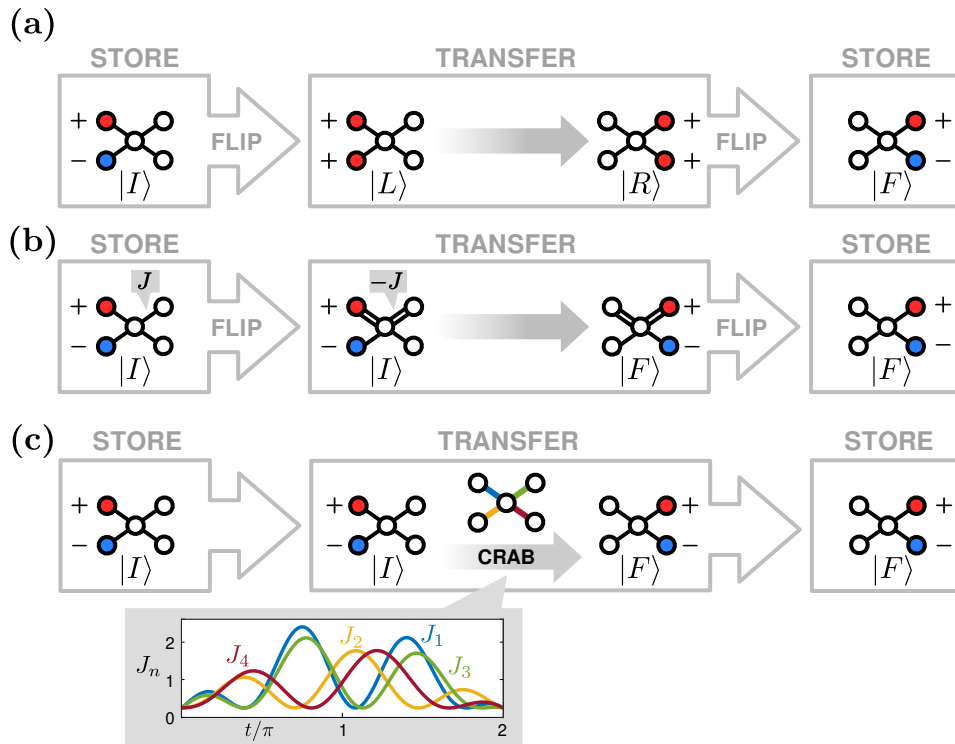 (a)
STORE TRANSFER STORE
+ + + +
FLIP FLIP
− + + −
|I⟩ |L⟩ |R⟩ |F⟩
(b)
STORE TRANSFER STORE
J −J
+ + + +
FLIP FLIP
− − − −
|I⟩ |I⟩ |F⟩ |F⟩
(c)
STORE TRANSFER STORE
+ + + +
− − CRAB − −
|I⟩ |I⟩ |F⟩ |F⟩
2 J_2 J_1
J_n J_4 J_3
1
0
t/π 1 2